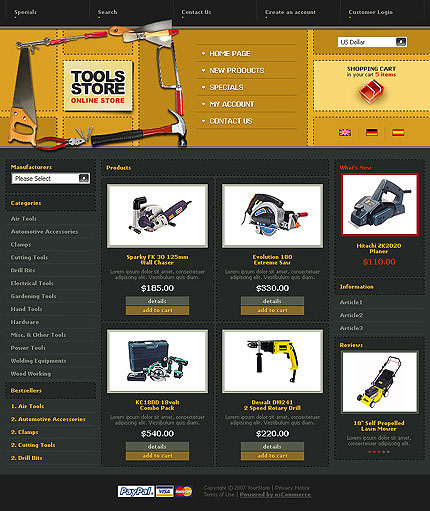 Specials
Search
Contact Us
Create an account
Customer Login
TOOLS
STORE
ONLINE STORE
HOME PAGE
NEW PRODUCTS
SPECIALS
MY ACCOUNT
CONTACT US
US Dollar
SHOPPING CART
in your cart 5 items
Manufacturers
Please Select
Categories
Air Tools
Automotive Accessories
Clamps
Cutting Tools
Drill Bits
Electrical Tools
Gardening Tools
Hand Tools
Hardware
Misc. & Other Tools
Power Tools
Welding Equipments
Wood Working
Bestsellers
1. Air Tools
2. Automotive Accessories
2. Clamps
2. Cutting Tools
2. Drill Bits
Products
Sparky FK 30 125mm
Wall Chaser
Lorem ipsum dolor sit amet, consectetuer
adipiscing elit. Vestibulum quis diam.
$185.00
details
add to cart
Evolution 180
Extreme Saw
Lorem ipsum dolor sit amet, consectetuer
adipiscing elit. Vestibulum quis diam.
$330.00
details
add to cart
KC18DD 18volt
Combo Pack
Lorem ipsum dolor sit amet, consectetuer
adipiscing elit. Vestibulum quis diam.
$540.00
details
add to cart
Dewalt DW241
2 Speed Rotary Drill
Lorem ipsum dolor sit amet, consectetuer
adipiscing elit. Vestibulum quis diam.
$220.00
details
add to cart
What's New
Hitachi ZK2020
Planer
$110.00
Information
Article1
Article2
Article3
Reviews
18" Self Propelled
Lawn Mower
PayPal
VISA
Copyright © 2007 YourStore | Privacy Notice
Terms of Use | Powered by osCommerce